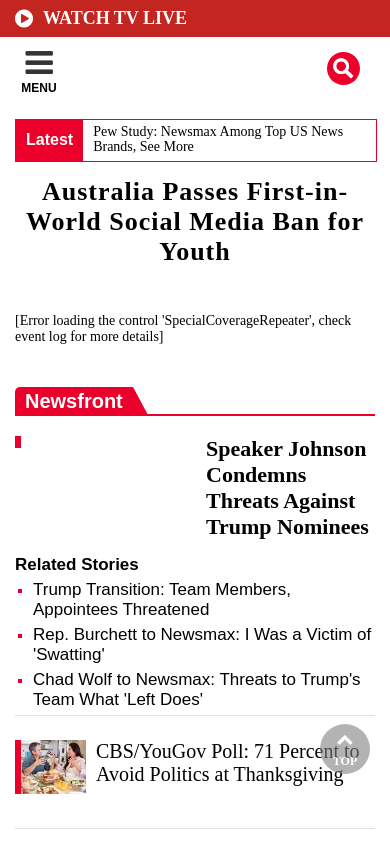 WATCH TV LIVE
MENU
Latest
Pew Study: Newsmax Among Top US News
Brands, See More
Australia Passes First-in-
World Social Media Ban for
Youth
[Error loading the control 'SpecialCoverageRepeater', check
event log for more details]
Newsfront
Speaker Johnson
Condemns
Threats Against
Trump Nominees
Related Stories
Trump Transition: Team Members,
Appointees Threatened
Rep. Burchett to Newsmax: I Was a Victim of
'Swatting'
Chad Wolf to Newsmax: Threats to Trump's
Team What 'Left Does'
CBS/YouGov Poll: 71 Percent to
Avoid Politics at Thanksgiving
TOP